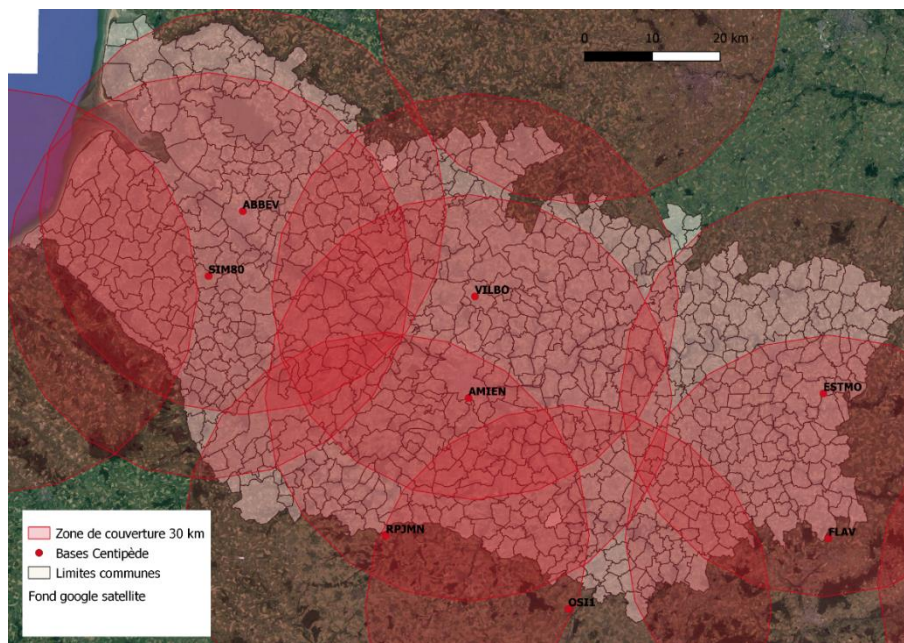 0 10 20 km
ABBEV
SIM80
VILBO
AMIEN
ESTMO
RPJMN
FLAV
OSI1
Zone de couverture 30 km
Bases Centipède
Limites communes
Fond google satellite